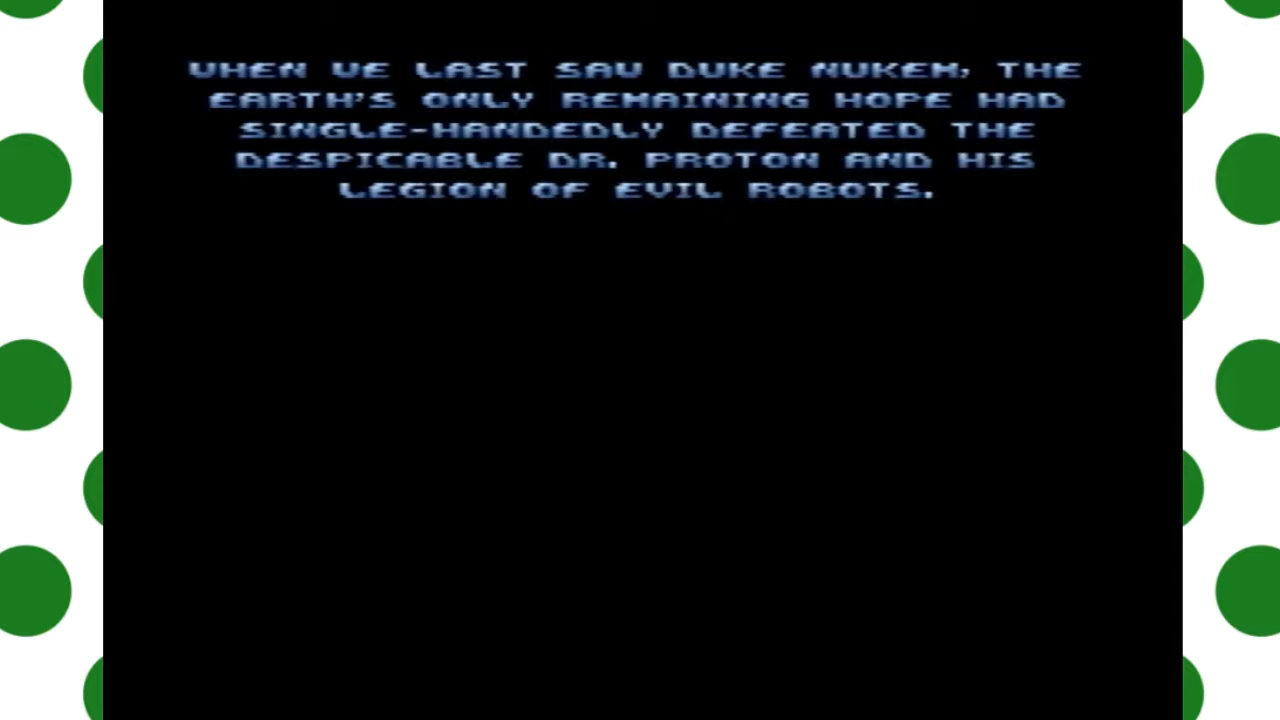 WHEN WE LAST SAW DUKE NUKEM, THE
EARTH'S ONLY REMAINING HOPE HAD
SINGLE-HANDEDLY DEFEATED THE
DESPICABLE DR. PROTON AND HIS
LEGION OF EVIL ROBOTS.